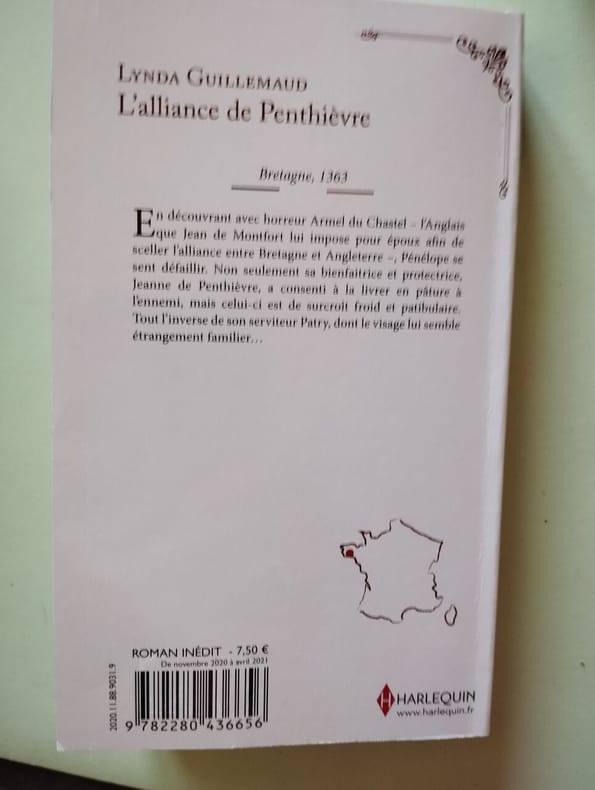 LYNDA GUILLEMAUD
L'alliance de Penthièvre
Bretagne, 1363
En découvrant avec horreur Armel du Chastel – l'Anglais
que Jean de Montfort lui impose pour époux afin de
sceller l'alliance entre Bretagne et Angleterre –, Pénélope se
sent défaillir. Non seulement sa bienfaitrice et protectrice,
Jeanne de Penthièvre, a consenti à la livrer en pâture à
l'ennemi, mais celui-ci est de surcroît froid et patibulaire.
Tout l'inverse de son serviteur Patry, dont le visage lui semble
étrangement familier…
ROMAN INÉDIT - 7,50 €
De novembre 2020 à avril 2021
2020.11.88.9031.9
9 782280 436656
HARLEQUIN
www.harlequin.fr